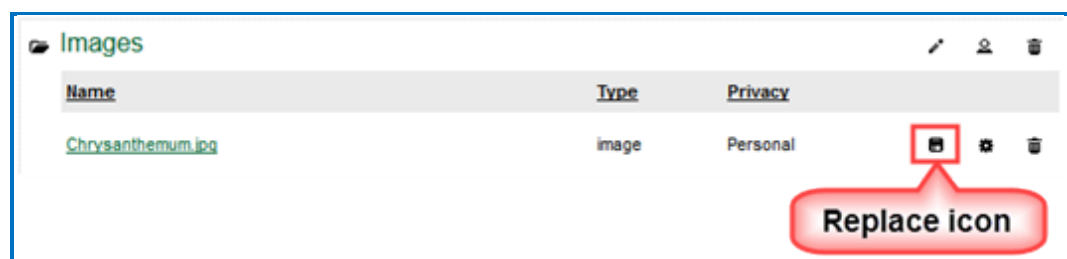 Images
Name Type Privacy
Chrysanthemum.jpg image Personal
Replace icon